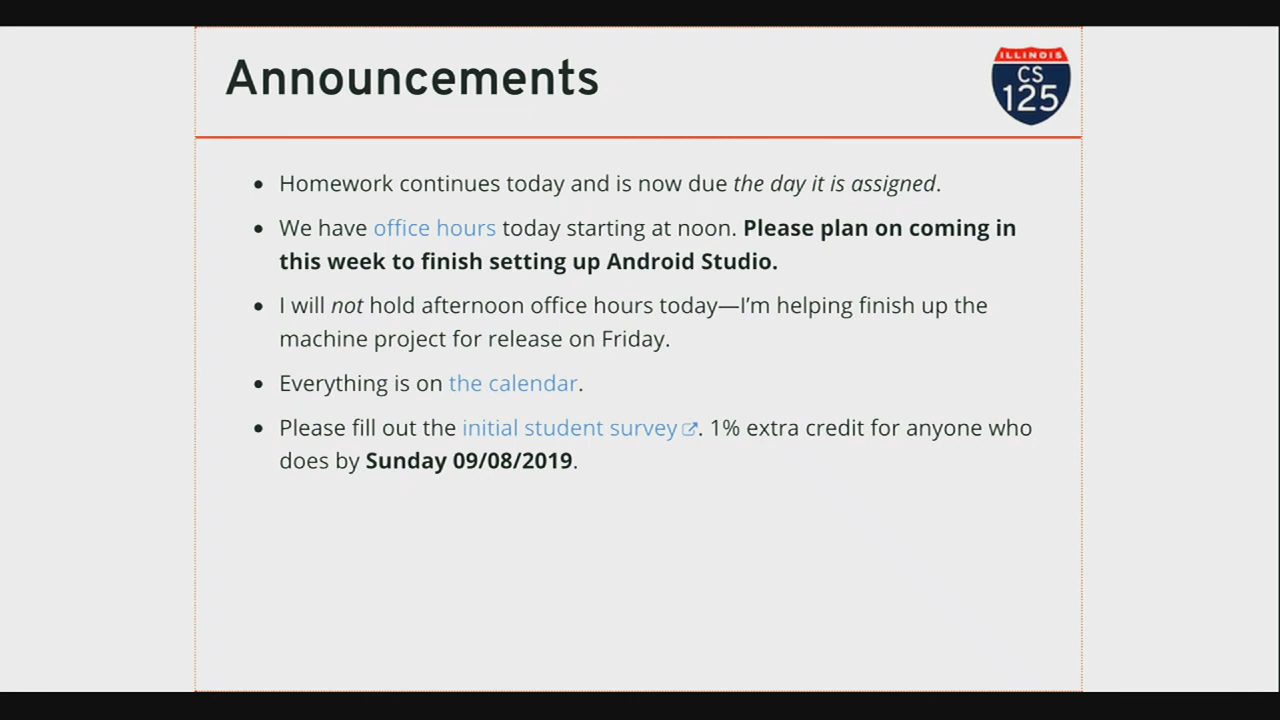 Announcements
ILLINOIS
CS
125
Homework continues today and is now due the day it is assigned.
We have office hours today starting at noon. Please plan on coming in
this week to finish setting up Android Studio.
I will not hold afternoon office hours today—I’m helping finish up the
machine project for release on Friday.
Everything is on the calendar.
Please fill out the initial student survey. 1% extra credit for anyone who
does by Sunday 09/08/2019.